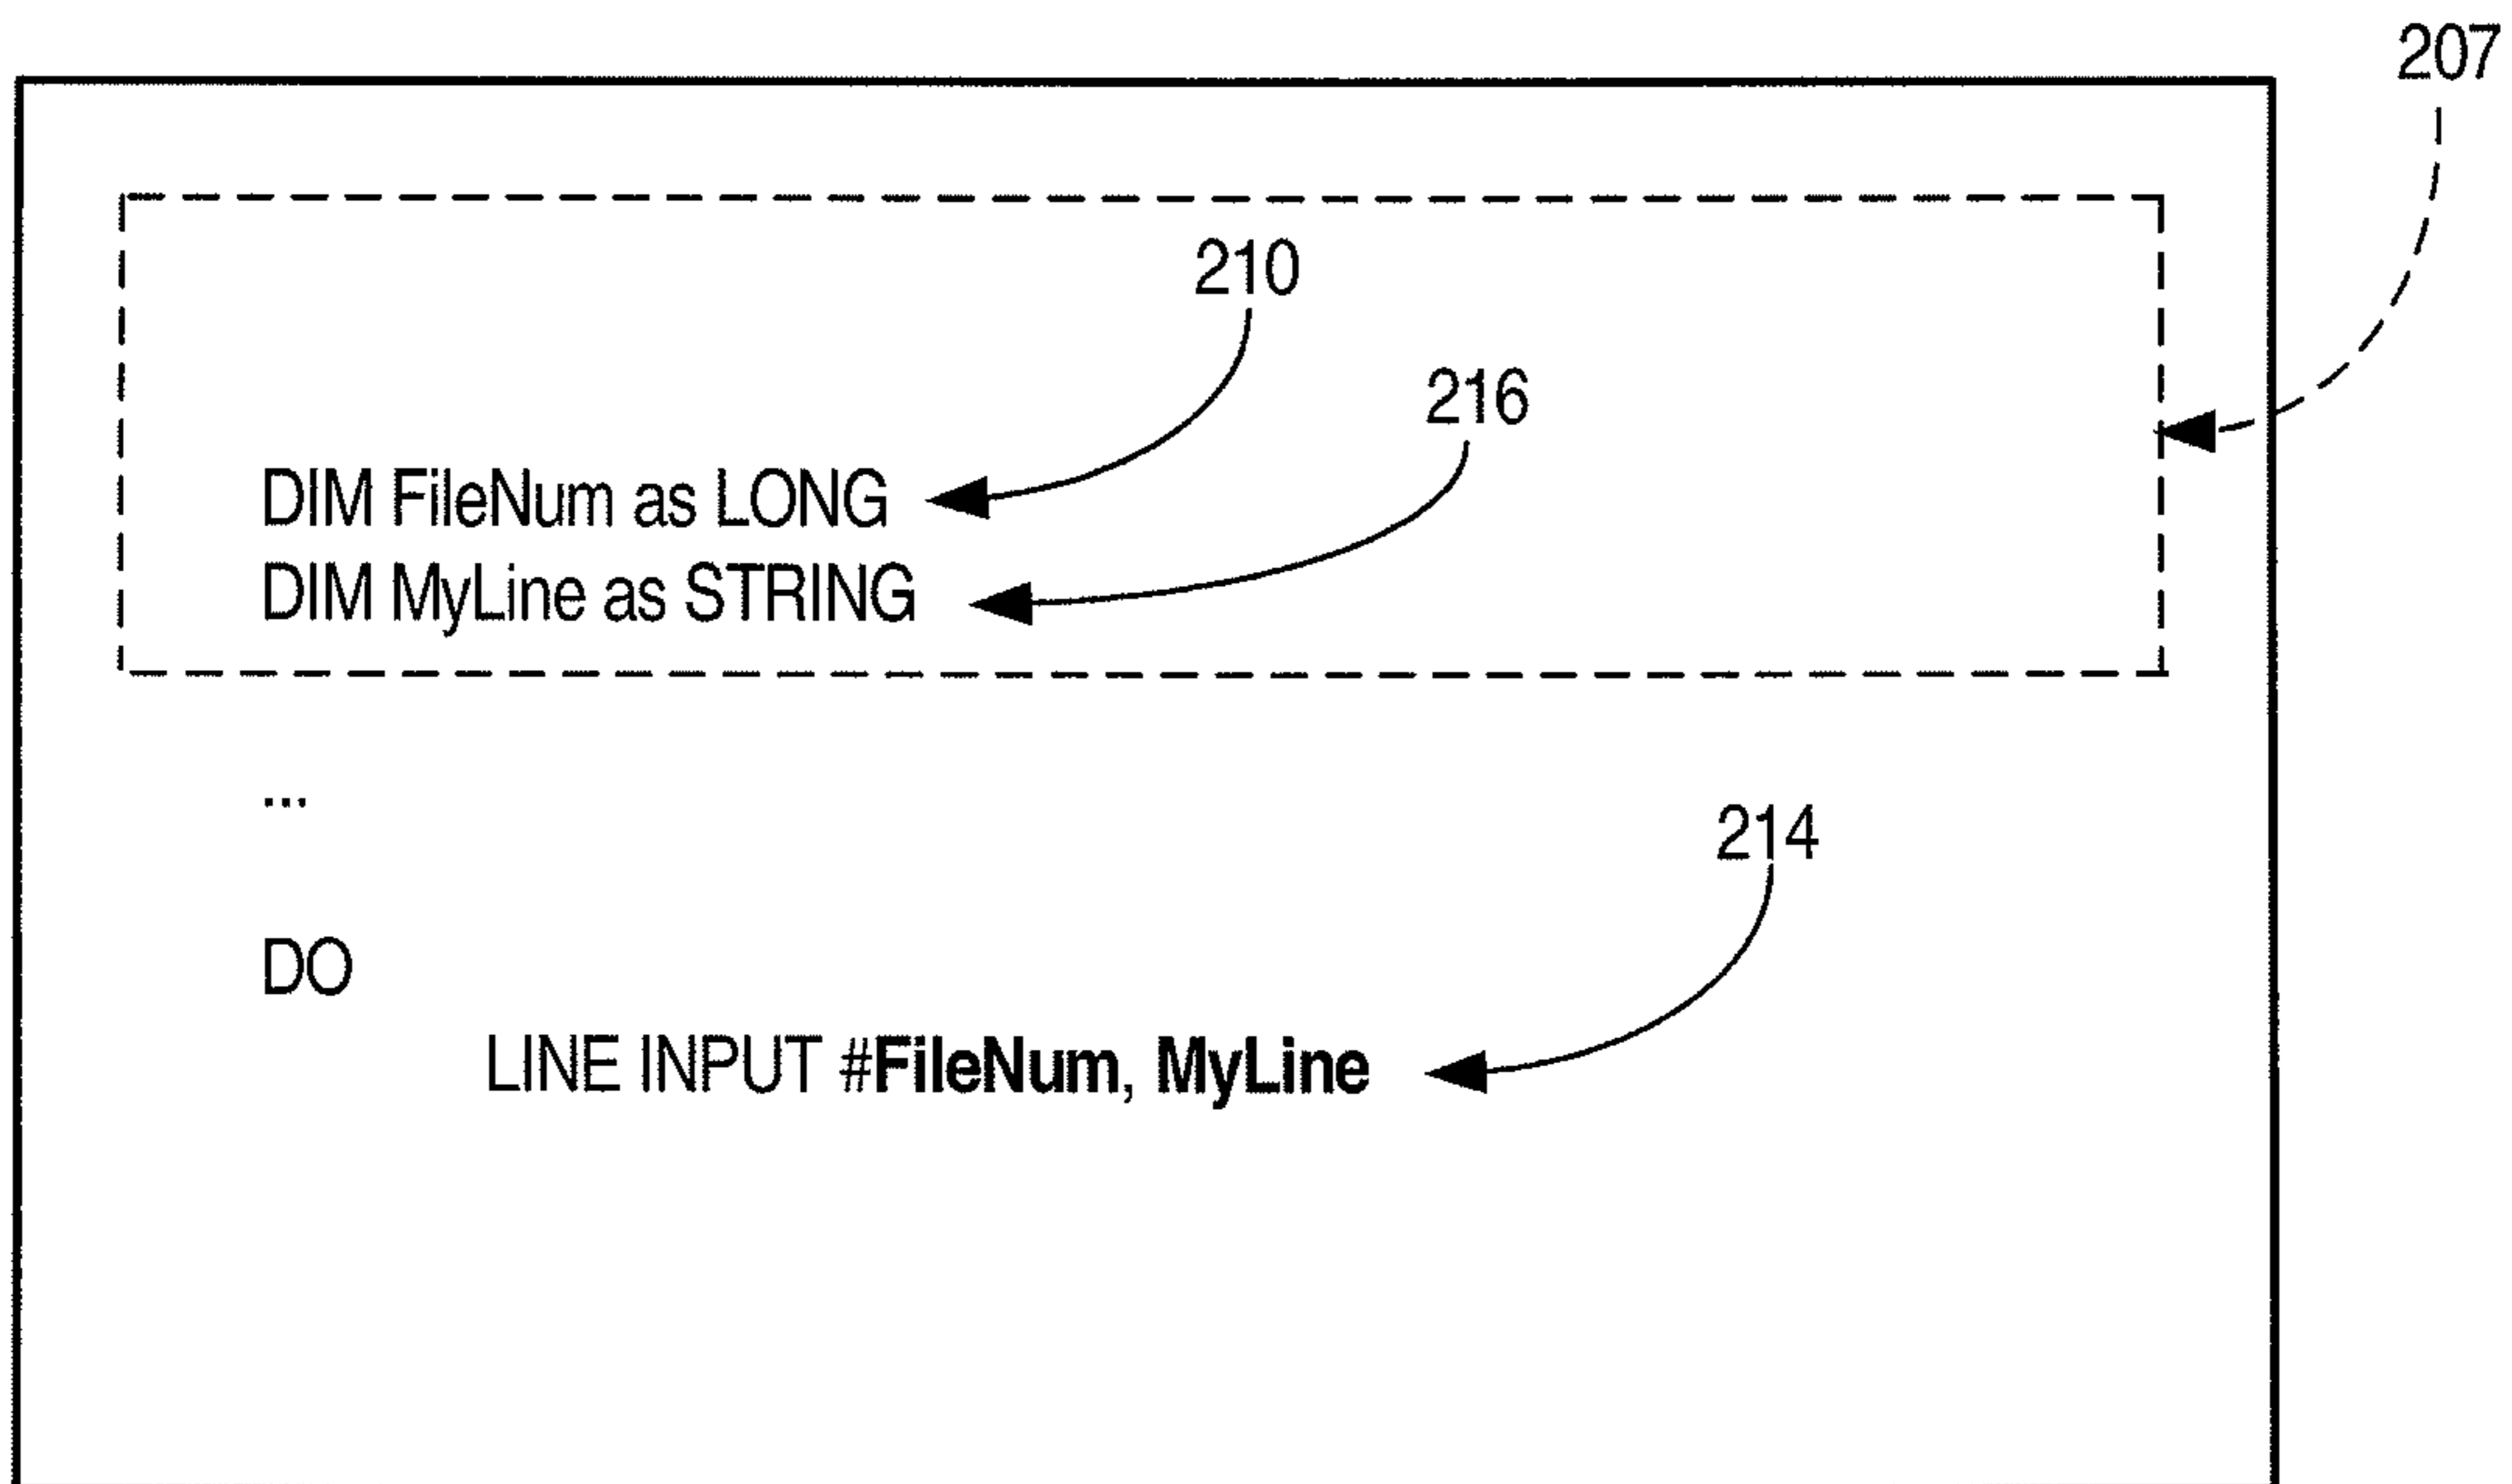 207
210
216
DIM FileNum as LONG
DIM MyLine as STRING
...
214
DO
LINE INPUT #FileNum, MyLine